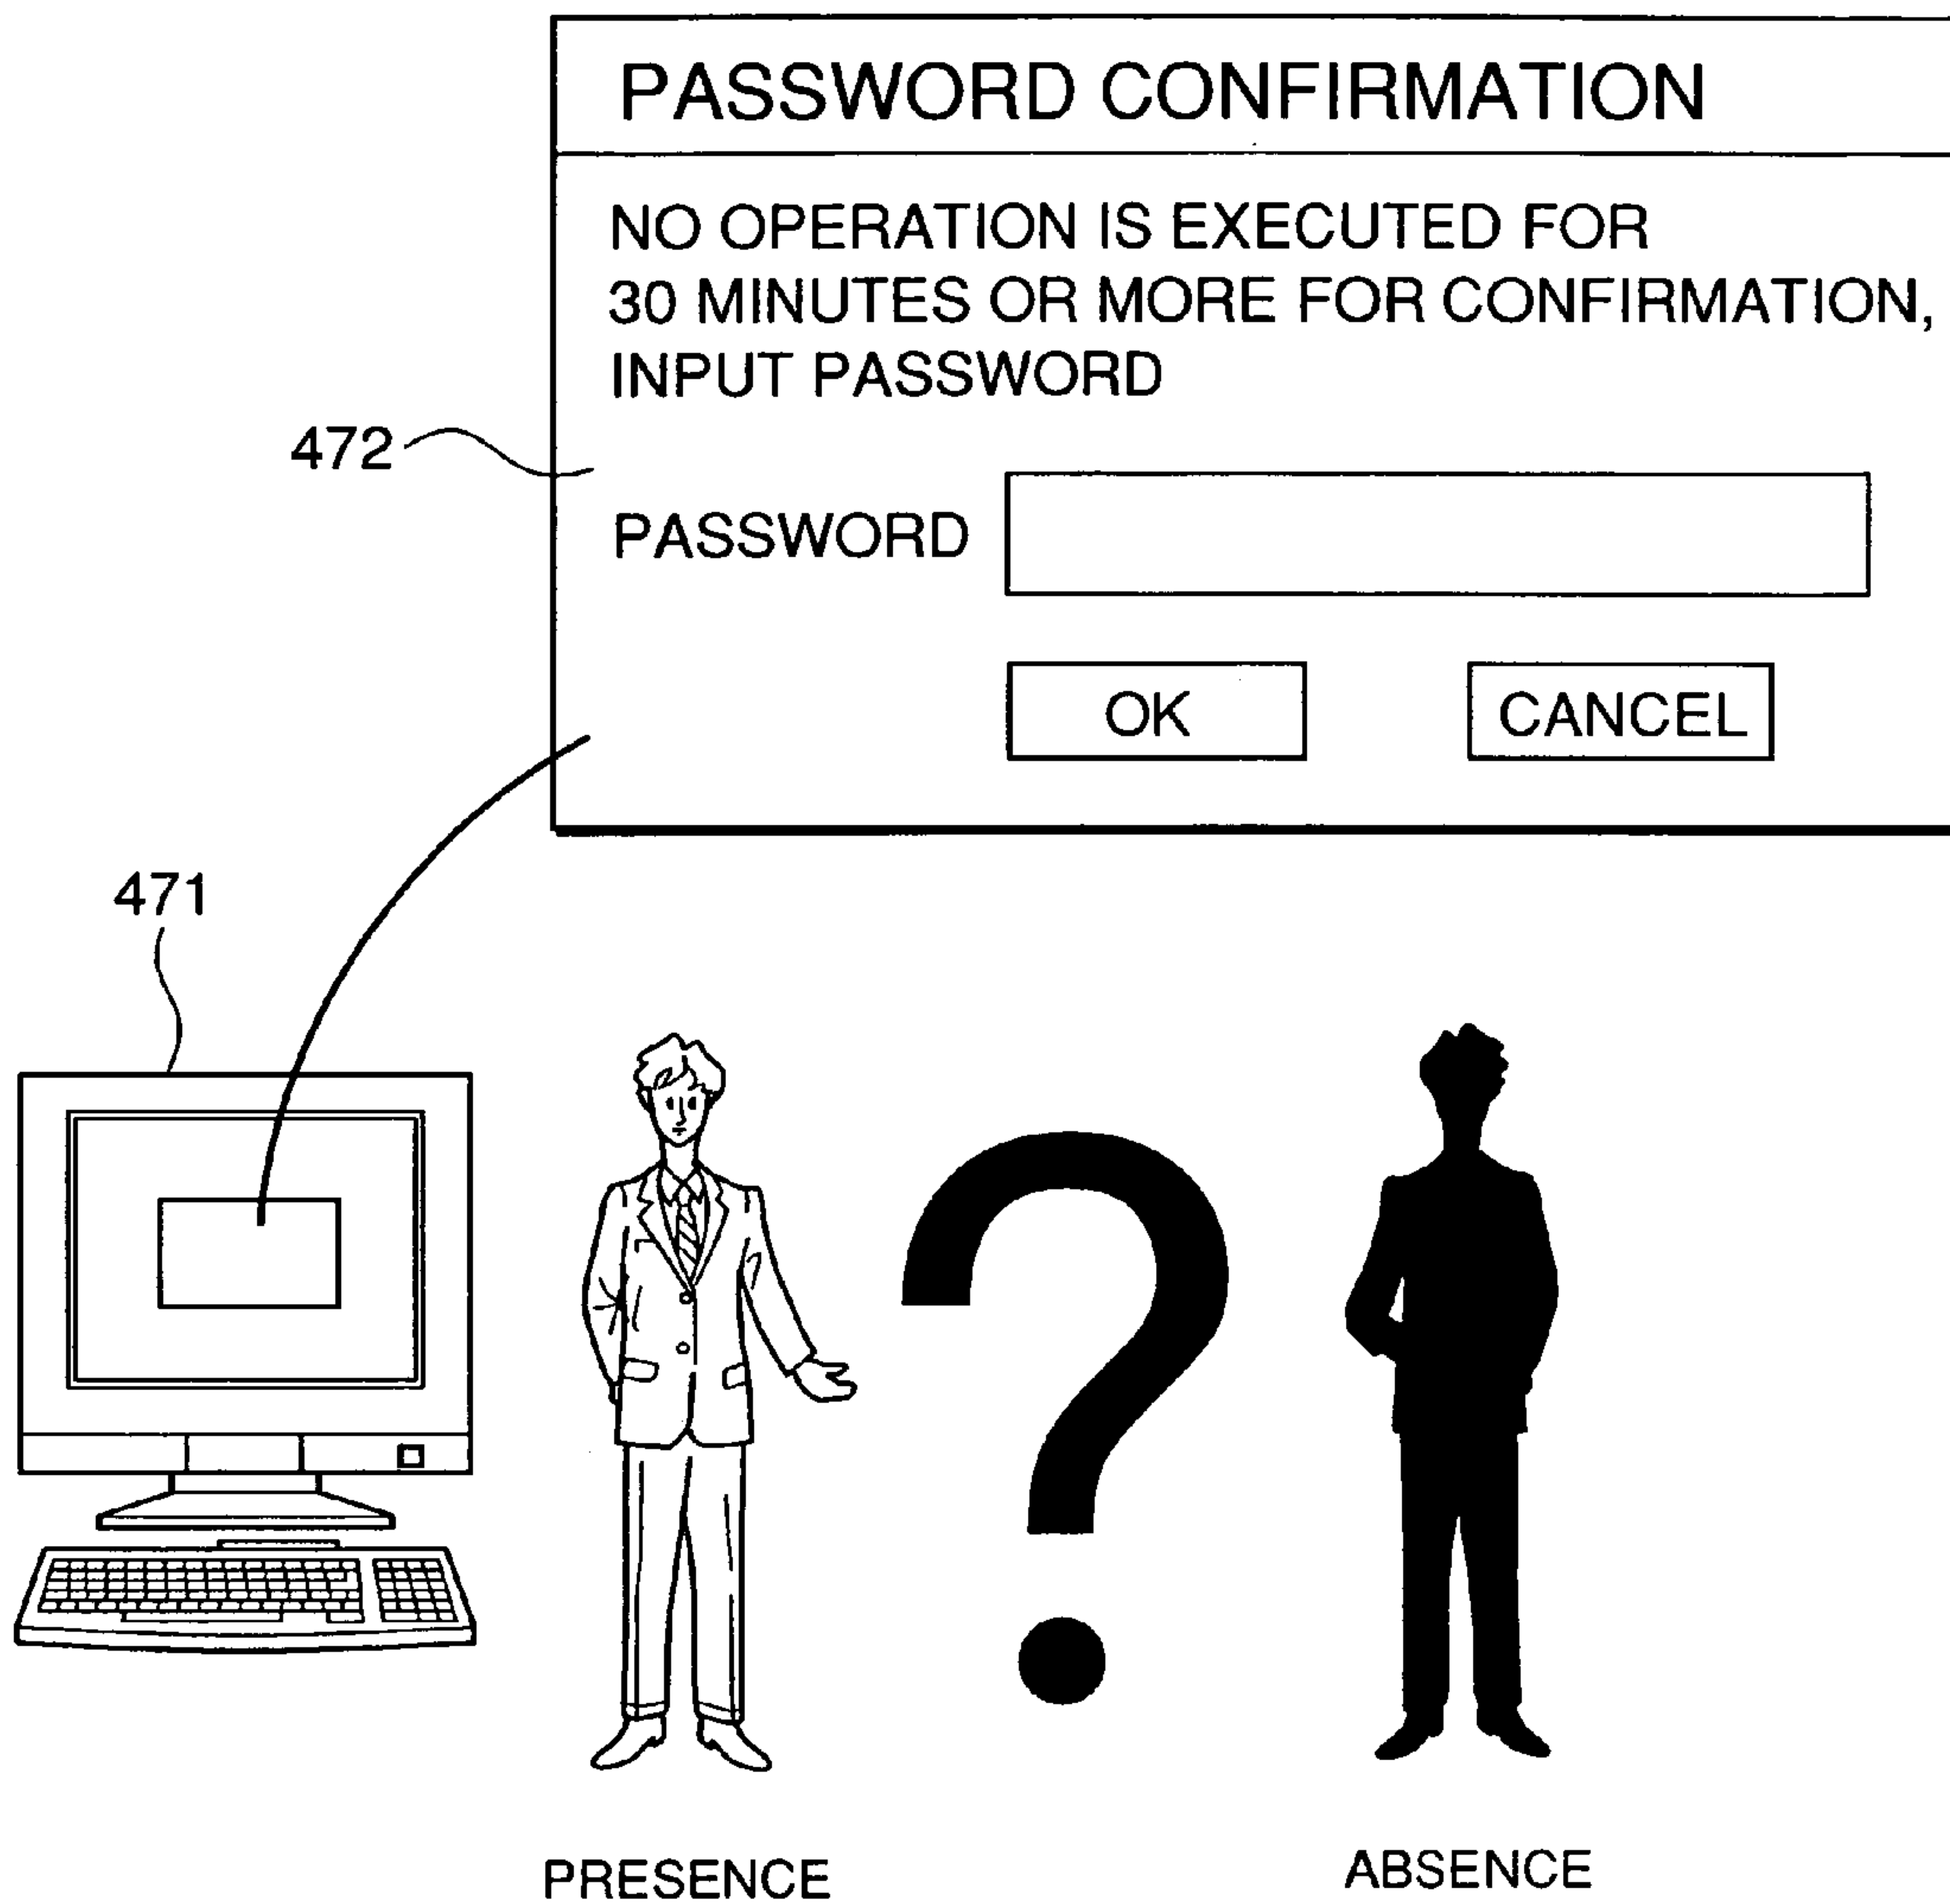 PASSWORD CONFIRMATION
NO OPERATION IS EXECUTED FOR
30 MINUTES OR MORE FOR CONFIRMATION,
INPUT PASSWORD
472
PASSWORD
OK
CANCEL
471
?
PRESENCE
ABSENCE